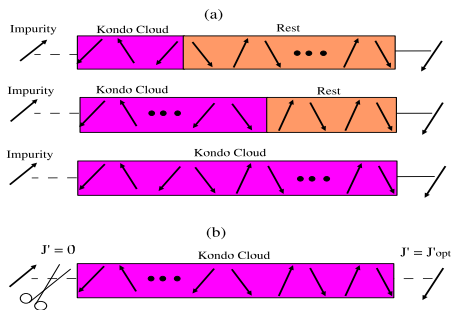 (a)
Impurity Kondo Cloud Rest
Impurity Kondo Cloud Rest
Impurity Kondo Cloud
(b)
J' = 0 Kondo Cloud J' = J'opt